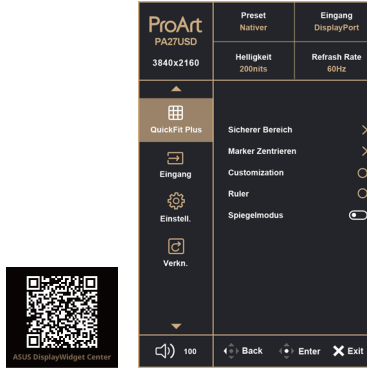 ProArt
PA27USD
3840x2160
Preset
Nativer
Eingang
DisplayPort
Helligkeit
200nits
Refrash Rate
60Hz
QuickFit Plus
Eingang
Einstell.
Verkn.
Sicherer Bereich
Marker Zentrieren
Customization
Ruler
Spiegelmodus
ASUS DisplayWidget Center
100
Back
Enter
Exit